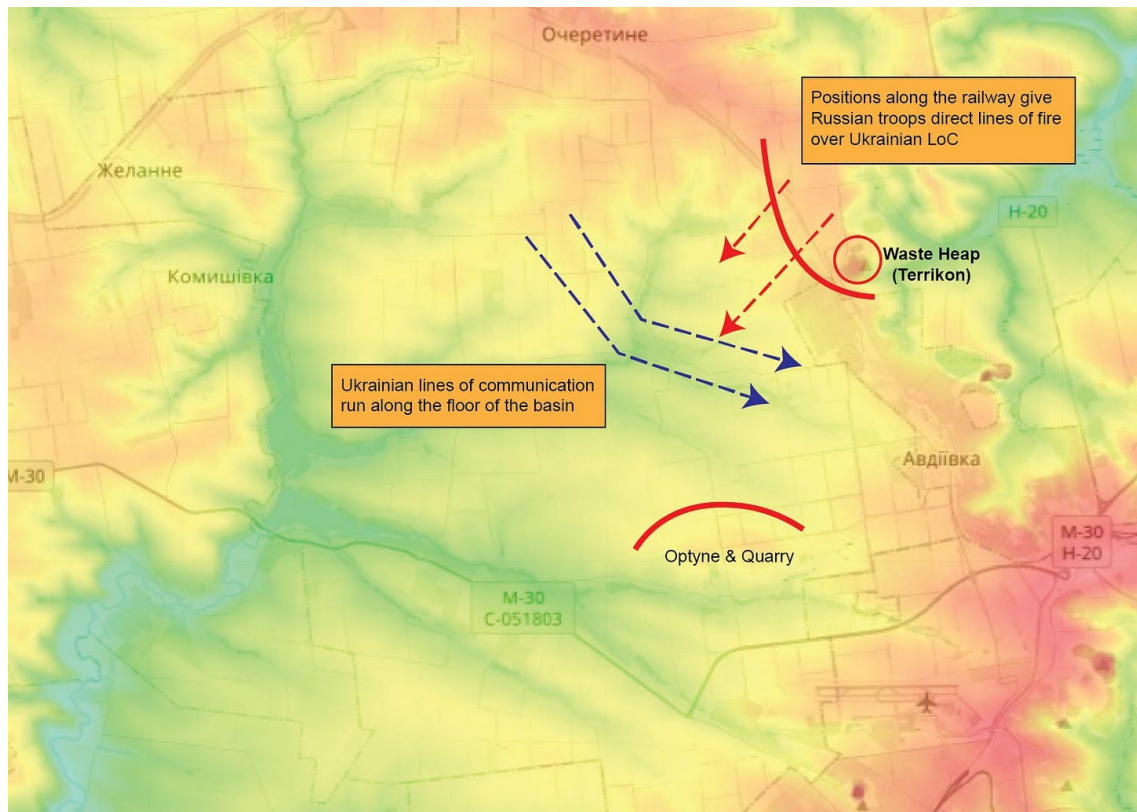 Очеретине
Positions along the railway give
Russian troops direct lines of fire
over Ukrainian LoC
Желанне
Н-20
Waste Heap
(Terrikon)
Комишівка
Ukrainian lines of communication
run along the floor of the basin
М-30
Авдіївка
М-30
Н-20
Optyne & Quarry
М-30
С-051803